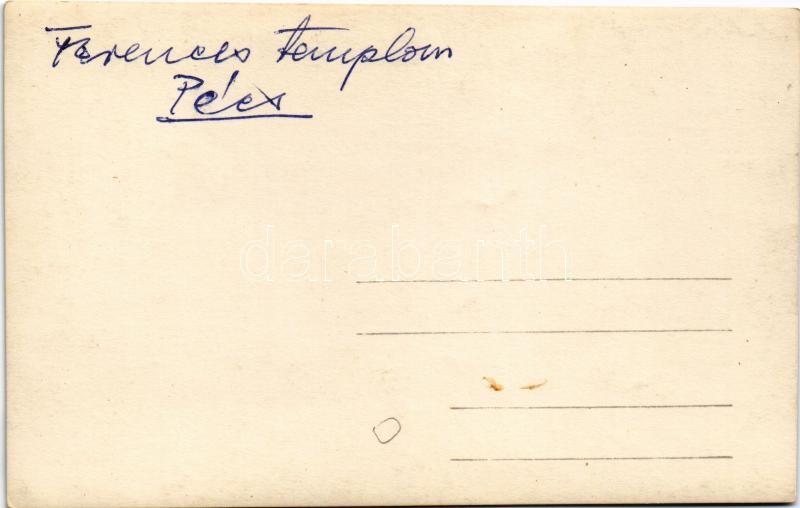 Ferences templom
Pécs
darabanth